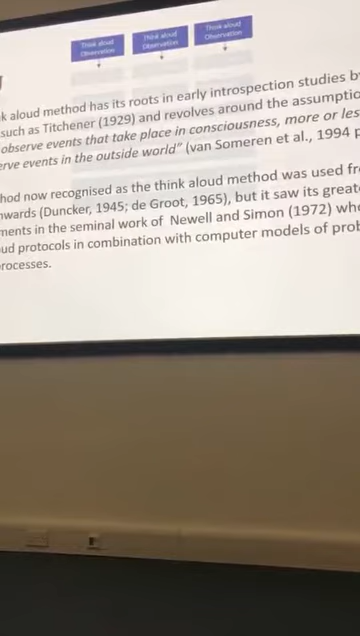 Think aloud
Observation
Think aloud
Observation
Think aloud
Observation
k aloud method has its roots in early introspection studies b
such as Titchener (1929) and revolves around the assumptio
observe events that take place in consciousness, more or les
erve events in the outside world" (van Someren et al., 1994 p
hod now recognised as the think aloud method was used fr
nwards (Duncker, 1945; de Groot, 1965), but it saw its great
ments in the seminal work of Newell and Simon (1972) wh
ud protocols in combination with computer models of prob
rocesses.